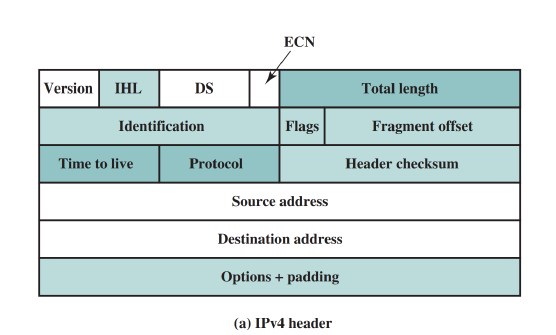 ECN
Version IHL DS Total length
Identification Flags Fragment offset
Time to live Protocol Header checksum
Source address
Destination address
Options + padding
(a) IPv4 header